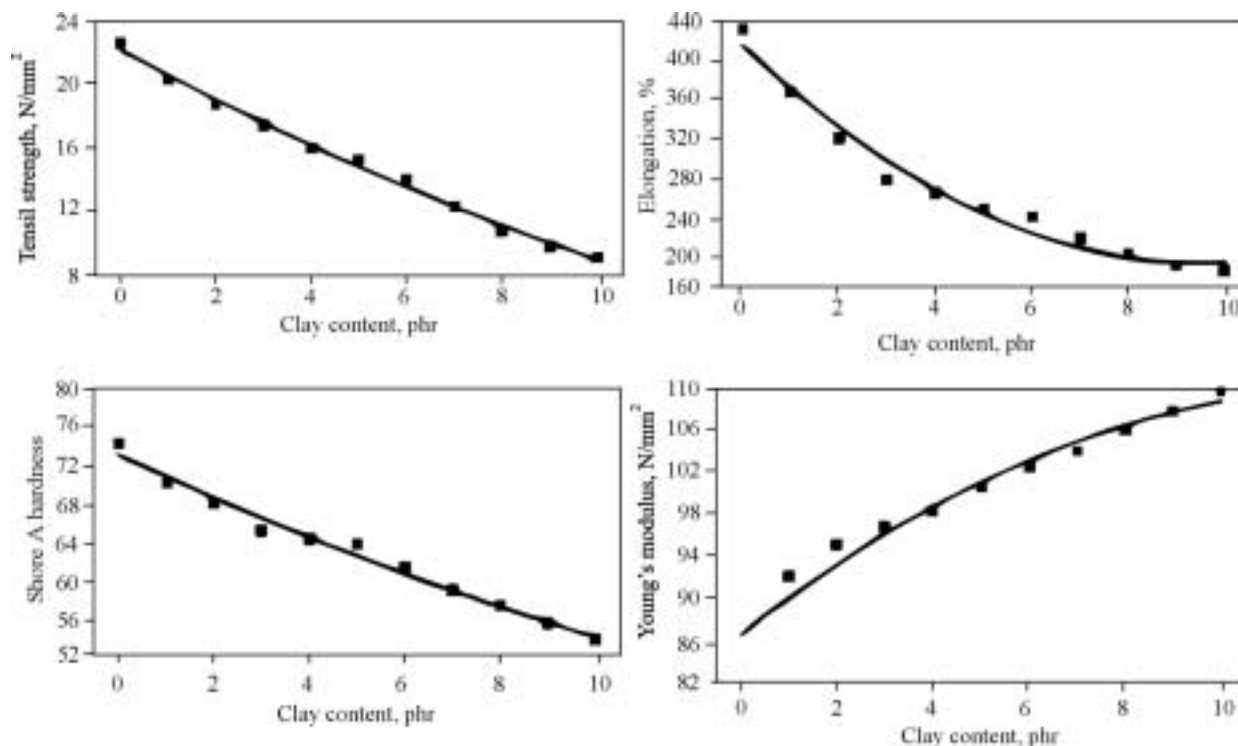 Tensil strength, N/mm²
24
20
16
12
8
0 2 4 6 8 10
Clay content, phr
Elongation, %
440
400
360
320
280
240
200
160
0 2 4 6 8 10
Clay content, phr
Shore A hardness
80
76
72
68
64
60
56
52
0 2 4 6 8 10
Clay content, phr
Young's modulus, N/mm²
110
106
102
98
94
90
86
82
0 2 4 6 8 10
Clay content, phr